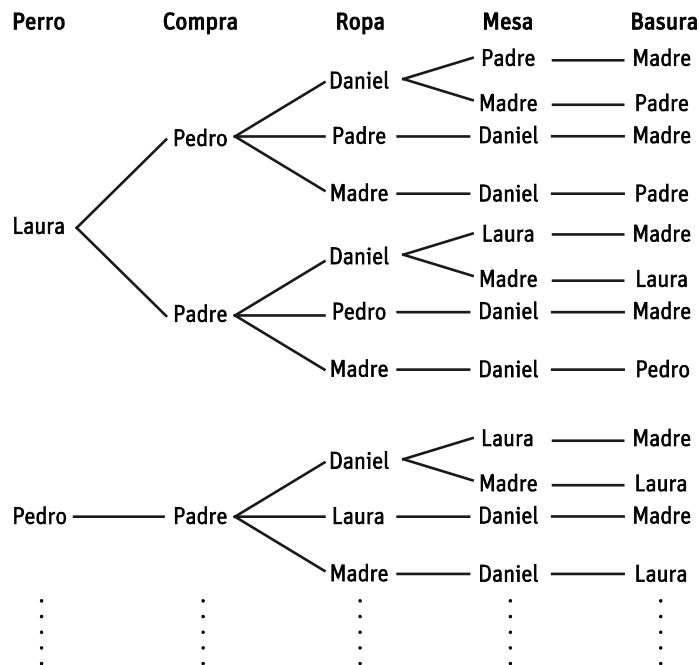 Perro Compra Ropa Mesa Basura
Padre Madre
Daniel
Madre Padre
Pedro Padre Daniel Madre
Madre Daniel Padre
Laura
Laura Madre
Daniel
Madre Laura
Padre Pedro Daniel Madre
Madre Daniel Pedro
Laura Madre
Daniel
Madre Laura
Pedro Padre Laura Daniel Madre
Madre Daniel Laura